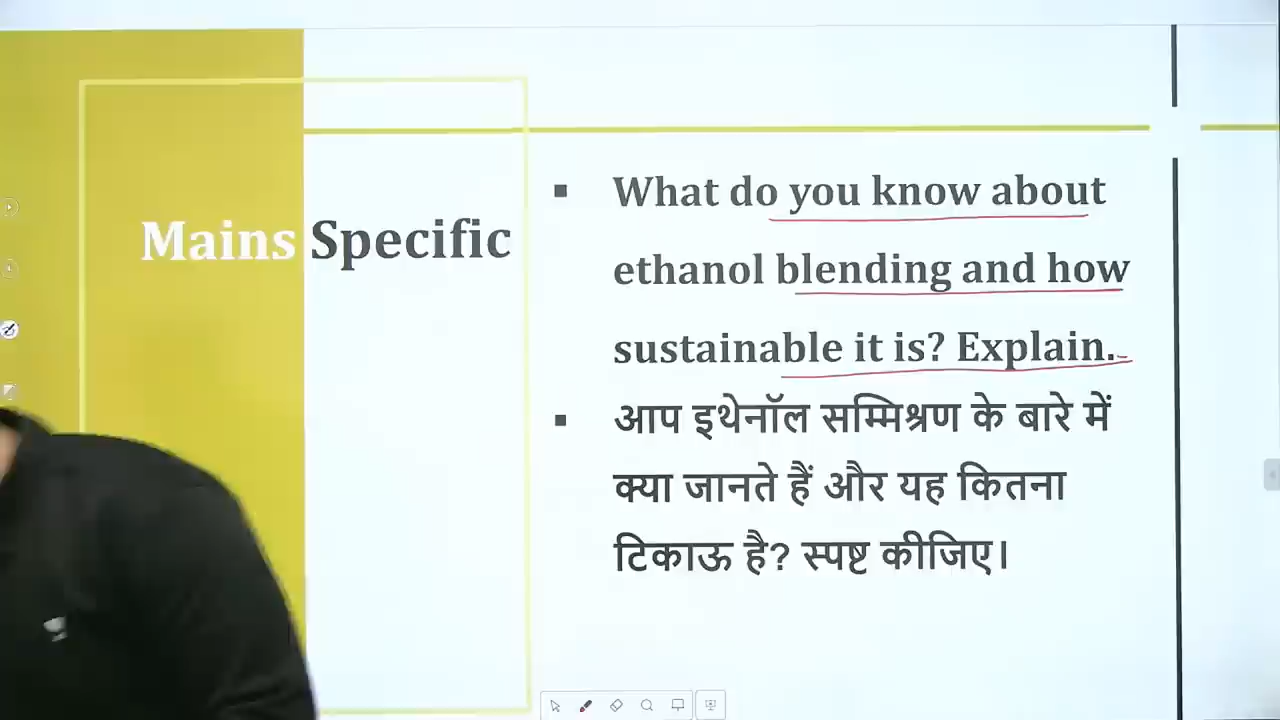 Mains Specific
▪ What do you know about
ethanol blending and how
sustainable it is? Explain.
▪ आप इथेनॉल सम्मिश्रण के बारे में
क्या जानते हैं और यह कितना
टिकाऊ है? स्पष्ट कीजिए।